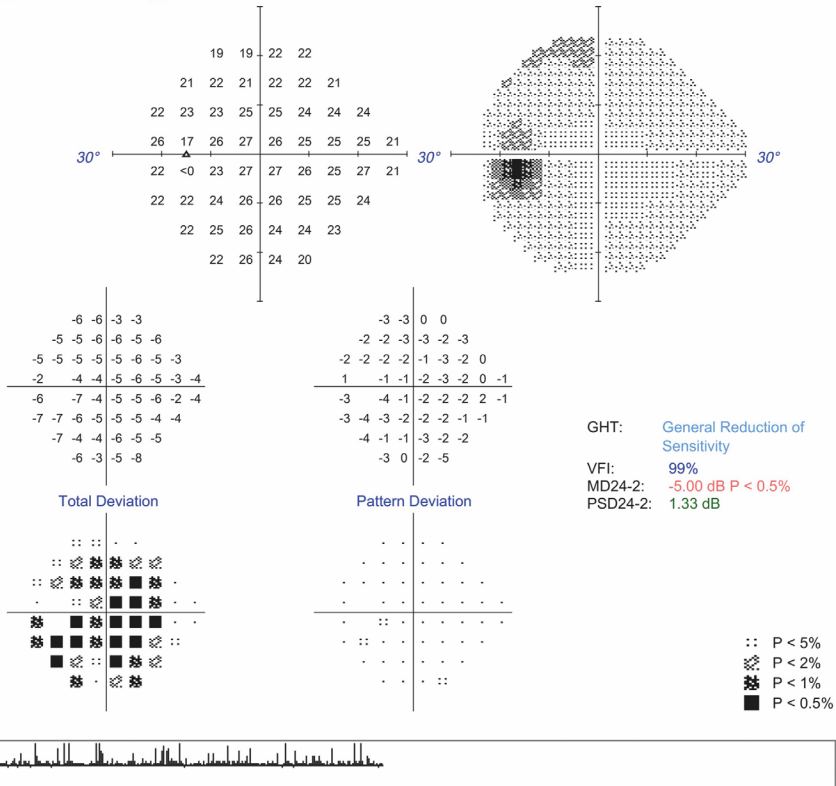 19 19 22 22
21 22 21 22 22 21
22 23 23 25 25 24 24 24
26 17 26 27 26 25 25 25 21
30° 30° 30°
22 <0 23 27 27 26 25 27 21
22 22 24 26 26 25 25 24
22 25 26 24 24 23
22 26 24 20
-6 -6 -3 -3
-5 -5 -6 -6 -5 -6
-5 -5 -5 -5 -5 -6 -5 -3
-2 -4 -4 -5 -6 -5 -3 -4
-6 -7 -4 -5 -5 -6 -2 -4
-7 -7 -6 -5 -5 -5 -4 -4
-7 -4 -4 -6 -5 -5
-6 -3 -5 -8
Total Deviation
-3 -3 0 0
-2 -2 -3 -3 -2 -3
-2 -2 -2 -2 -1 -3 -2 0
1 -1 -1 -2 -3 -2 0 -1
-3 -4 -1 -2 -2 -2 2 -1
-3 -4 -3 -2 -2 -2 -1 -1
-4 -1 -1 -3 -2 -2
-3 0 -2 -5
Pattern Deviation
GHT: General Reduction of
Sensitivity
VFI: 99%
MD24-2: -5.00 dB P < 0.5%
PSD24-2: 1.33 dB
P < 5%
P < 2%
P < 1%
P < 0.5%